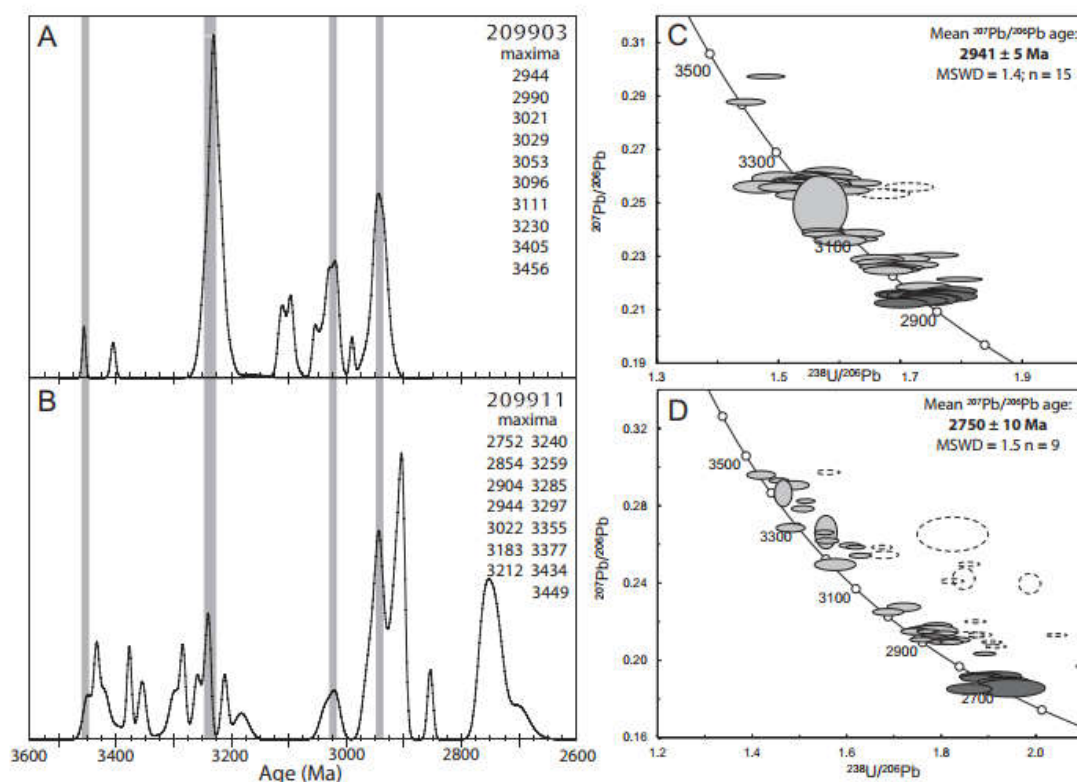 A
209903
maxima
2944
2990
3021
3029
3053
3096
3111
3230
3405
3456
B
209911
maxima
2752 3240
2854 3259
2904 3285
2944 3297
3022 3355
3183 3377
3212 3434
3449
3600 3400 3200 3000 2800 2600
Age (Ma)
C
Mean ²⁰⁷Pb/²⁰⁶Pb age:
2941 ± 5 Ma
MSWD = 1.4; n = 15
0.31
0.29
0.27
0.25
0.23
0.21
0.19
²⁰⁷Pb/²⁰⁶Pb
3500
3300
3100
2900
1.3 1.5 1.7 1.9
²³⁸U/²⁰⁶Pb
D
Mean ²⁰⁷Pb/²⁰⁶Pb age:
2750 ± 10 Ma
MSWD = 1.5 n = 9
0.32
0.28
0.24
0.20
0.16
²⁰⁷Pb/²⁰⁶Pb
3500
3300
3100
2900
2700
1.2 1.4 1.6 1.8 2.0
²³⁸U/²⁰⁶Pb